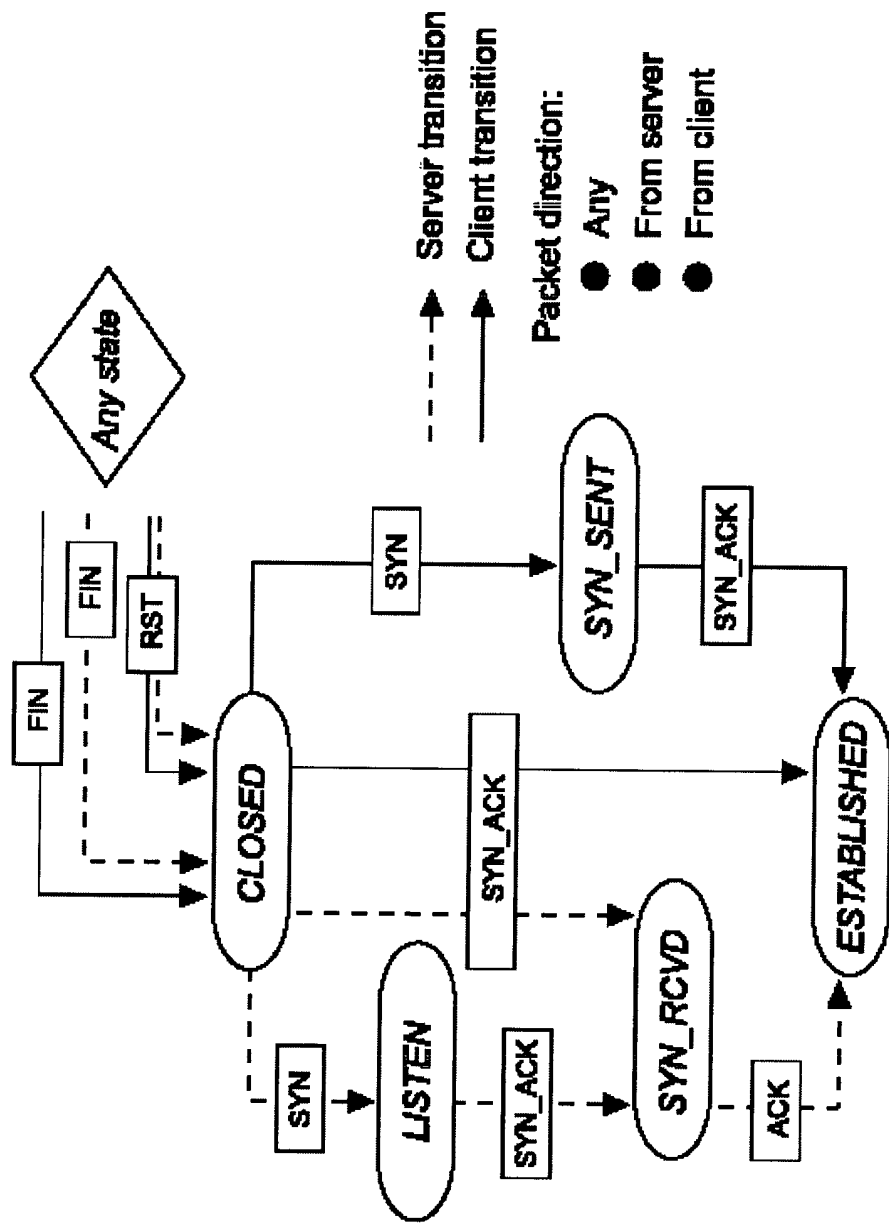 Any state
FIN
FIN
RST
CLOSED
SYN
SYN_ACK
SYN
LISTEN
SYN_ACK
SYN_SENT
SYN_RCVD
SYN_ACK
ACK
ESTABLISHED
Server transition
Client transition
Packet direction:
Any
From server
From client